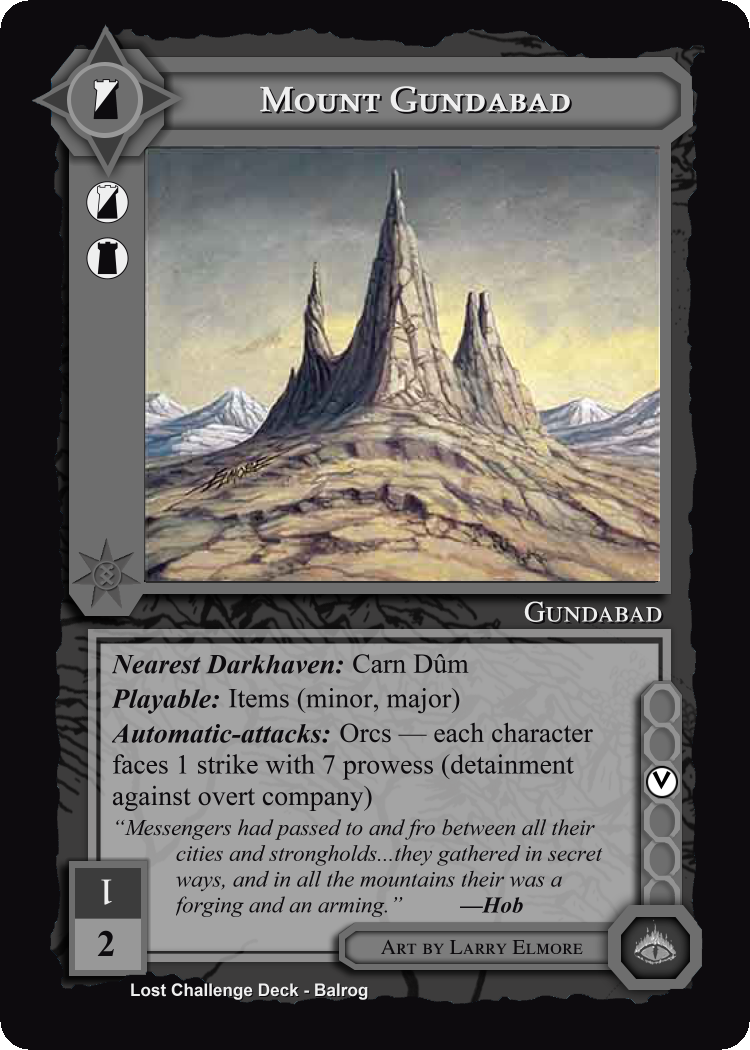 Mount Gundabad
ELMORE
Gundabad
Nearest Darkhaven: Carn Dûm
Playable: Items (minor, major)
Automatic-attacks: Orcs — each character
faces 1 strike with 7 prowess (detainment
against overt company)
“Messengers had passed to and fro between all their
cities and strongholds...they gathered in secret
ways, and in all the mountains their was a
forging and an arming.” —Hob
1
2
Art by Larry Elmore
Lost Challenge Deck - Balrog